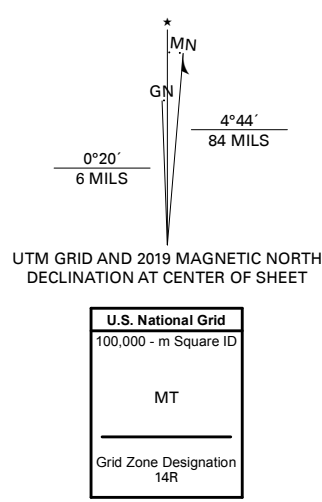 ★
MN
GN
4°44´
84 MILS
0°20´
6 MILS
UTM GRID AND 2019 MAGNETIC NORTH
DECLINATION AT CENTER OF SHEET
U.S. National Grid
100,000 - m Square ID
MT
Grid Zone Designation
14R